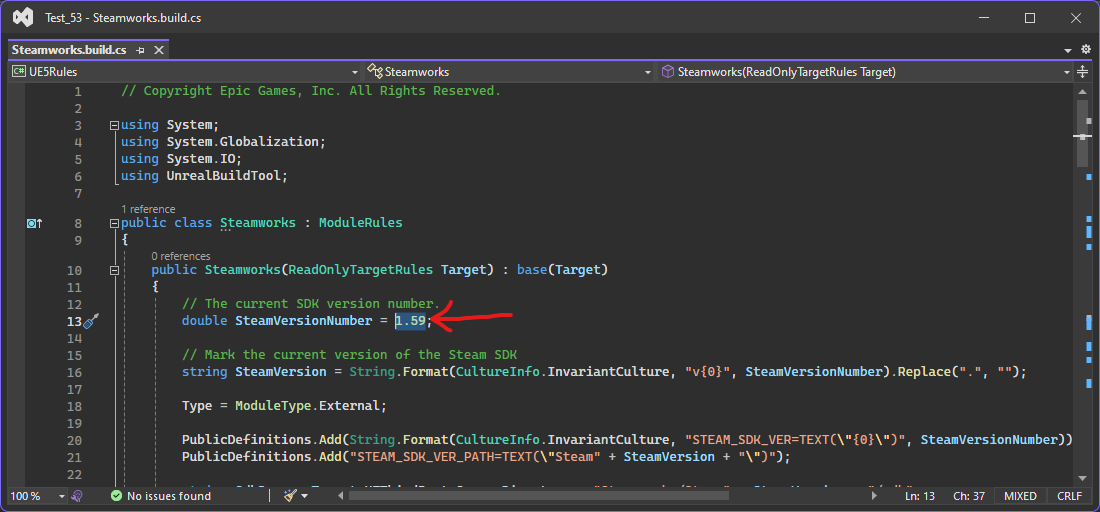 Test_53 - Steamworks.build.cs
Steamworks.build.cs
UE5Rules
Steamworks
Steamworks(ReadOnlyTargetRules Target)
1 // Copyright Epic Games, Inc. All Rights Reserved.
2
3 using System;
4 using System.Globalization;
5 using System.IO;
6 using UnrealBuildTool;
7
1 reference
8 public class Steamworks : ModuleRules
9 {
0 references
10 public Steamworks(ReadOnlyTargetRules Target) : base(Target)
11 {
12 // The current SDK version number.
13 double SteamVersionNumber = 1.59;
14
15 // Mark the current version of the Steam SDK
16 string SteamVersion = String.Format(CultureInfo.InvariantCulture, "v{0}", SteamVersionNumber).Replace(".", "");
17
18 Type = ModuleType.External;
19
20 PublicDefinitions.Add(String.Format(CultureInfo.InvariantCulture, "STEAM_SDK_VER=TEXT(\"{0}\")", SteamVersionNumber))
21 PublicDefinitions.Add("STEAM_SDK_VER_PATH=TEXT(\"Steam" + SteamVersion + "\")");
22
100 %
No issues found
Ln: 13
Ch: 37
MIXED
CRLF